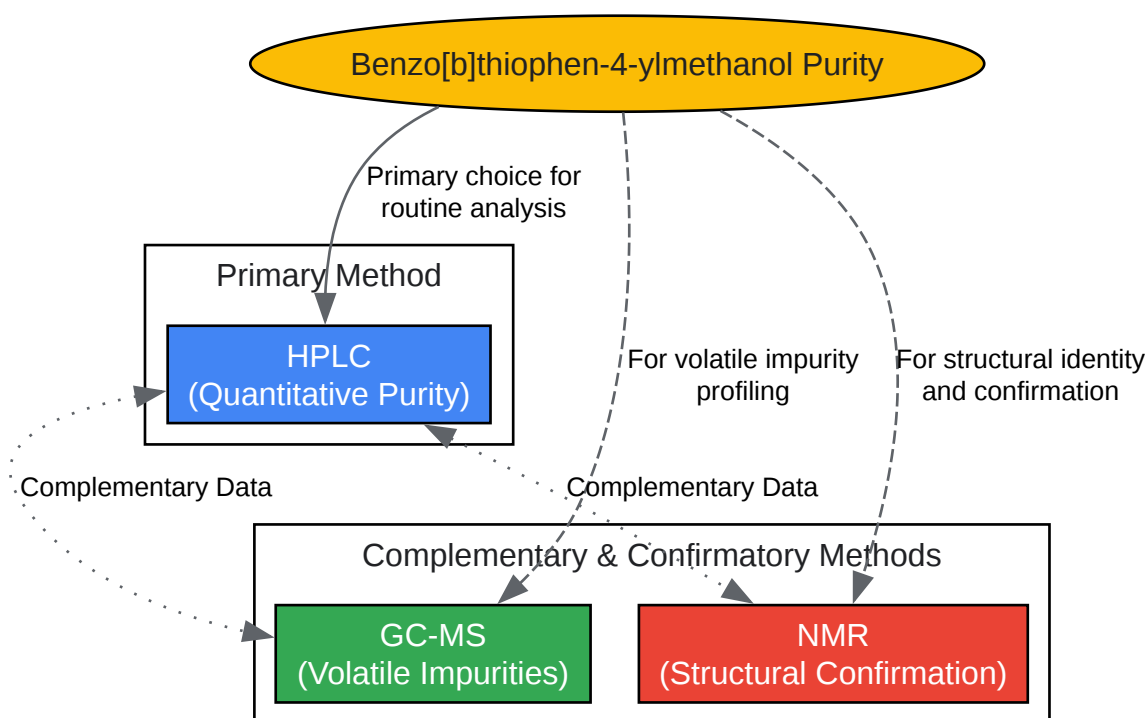 Benzo[b]thiophen-4-ylmethanol Purity
Primary choice for
routine analysis
Primary Method
HPLC
(Quantitative Purity)
For volatile impurity
profiling
For structural identity
and confirmation
Complementary Data
Complementary Data
Complementary & Confirmatory Methods
GC-MS
(Volatile Impurities)
NMR
(Structural Confirmation)